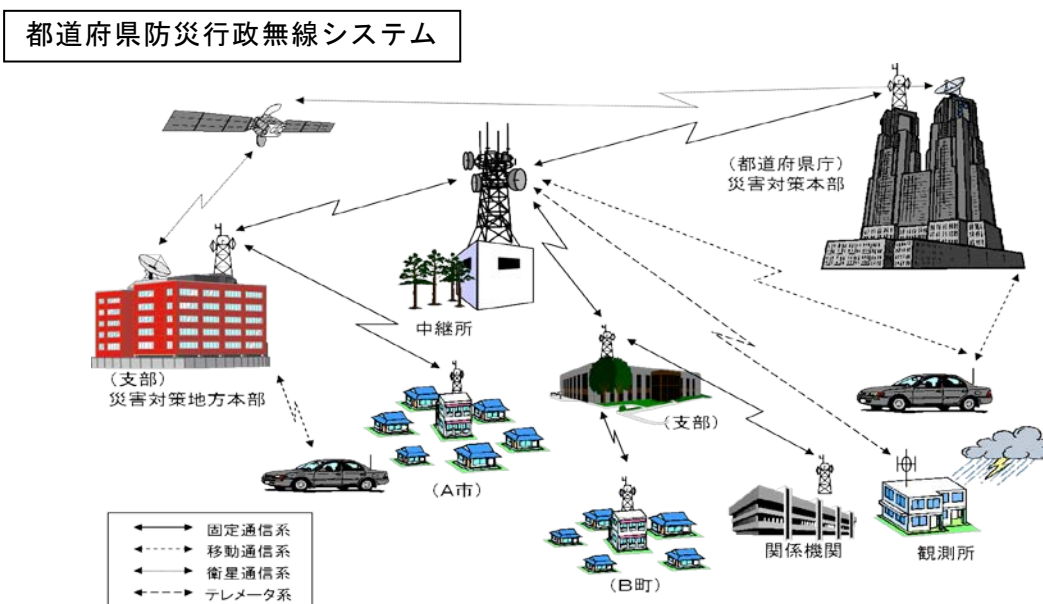 都道府県防災行政無線システム
(都道府県庁)
災害対策本部
中継所
(支部)
災害対策地方本部
(支部)
(A市)
(B町)
関係機関
観測所
固定通信系
移動通信系
衛星通信系
テレメータ系